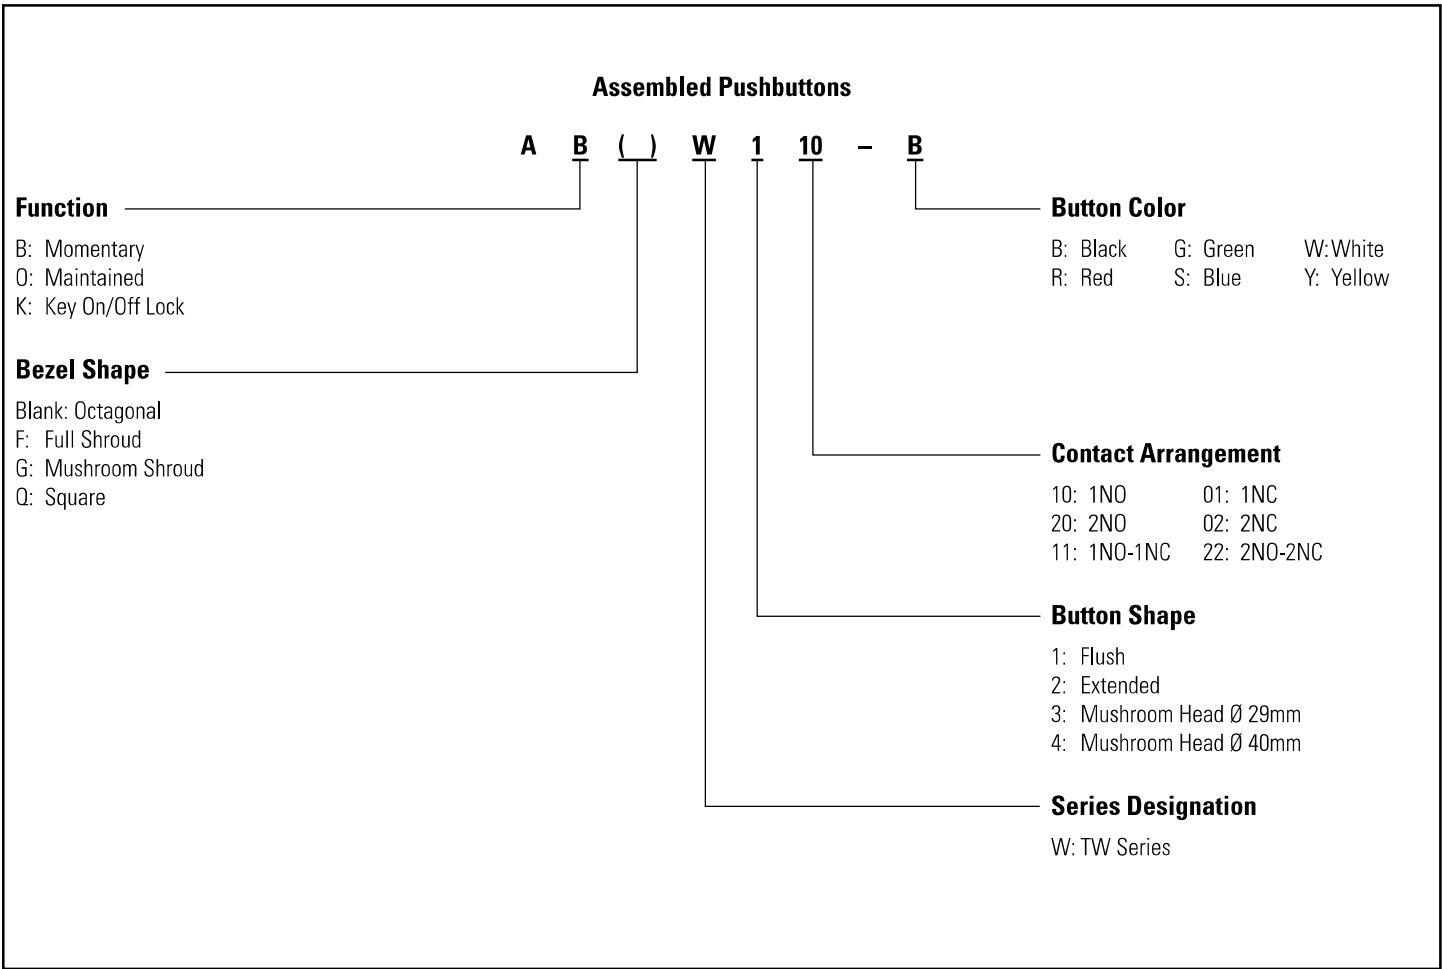 Assembled Pushbuttons
A B ( ) W 1 10 – B
Function
B: Momentary
O: Maintained
K: Key On/Off Lock
Bezel Shape
Blank: Octagonal
F: Full Shroud
G: Mushroom Shroud
Q: Square
Button Color
B: Black G: Green W: White
R: Red S: Blue Y: Yellow
Contact Arrangement
10: 1NO 01: 1NC
20: 2NO 02: 2NC
11: 1NO-1NC 22: 2NO-2NC
Button Shape
1: Flush
2: Extended
3: Mushroom Head Ø 29mm
4: Mushroom Head Ø 40mm
Series Designation
W: TW Series